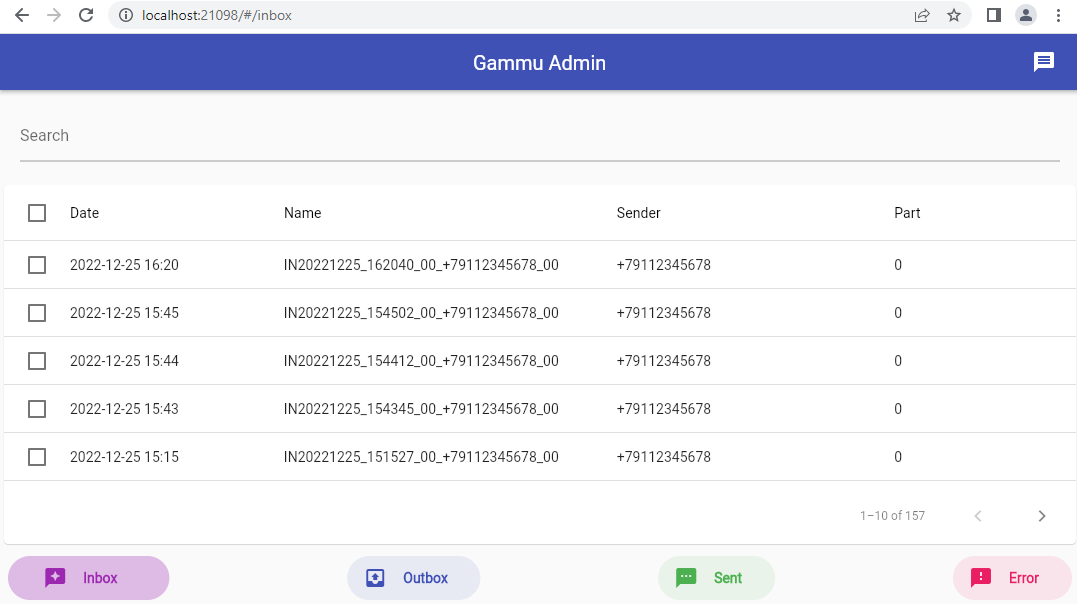 localhost:21098/#/inbox
Gammu Admin
Search
Date Name Sender Part
2022-12-25 16:20 IN20221225_162040_00_+79112345678_00 +79112345678 0
2022-12-25 15:45 IN20221225_154502_00_+79112345678_00 +79112345678 0
2022-12-25 15:44 IN20221225_154412_00_+79112345678_00 +79112345678 0
2022-12-25 15:43 IN20221225_154345_00_+79112345678_00 +79112345678 0
2022-12-25 15:15 IN20221225_151527_00_+79112345678_00 +79112345678 0
1–10 of 157
Inbox Outbox Sent Error